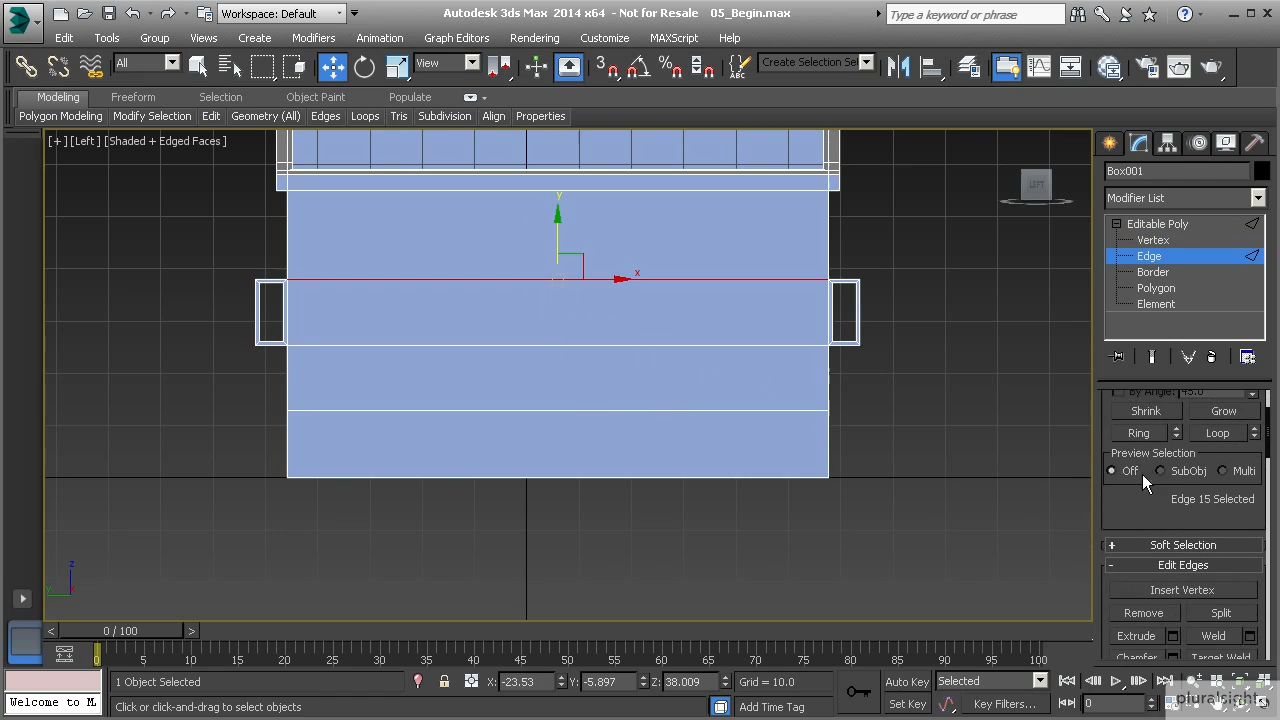 Workspace: Default
Autodesk 3ds Max 2014 x64 - Not for Resale 05_Begin.max
Type a keyword or phrase
Edit Tools Group Views Create Modifiers Animation Graph Editors Rendering Customize MAXScript Help
All View Create Selection Se
Modeling Freeform Selection Object Paint Populate
Polygon Modeling Modify Selection Edit Geometry (All) Edges Loops Tris Subdivision Align Properties
[+] [Left] [Shaded + Edged Faces ]
LEFT
y
x
z
y
x
Box001
Modifier List
Editable Poly
Vertex
Edge
Border
Polygon
Element
By Angle: 45.0
Shrink Grow
Ring Loop
Preview Selection
Off SubObj Multi
Edge 15 Selected
+ Soft Selection
- Edit Edges
Insert Vertex
Remove Split
Extrude Weld
Chamfer Target Weld
< 0 / 100 >
0 5 10 15 20 25 30 35 40 45 50 55 60 65 70 75 80 85 90 95 100
1 Object Selected X: -23.53 Y: -5.897 Z: 38.009 Grid = 10.0 Auto Key Selected
Welcome to M Click or click-and-drag to select objects Add Time Tag Set Key Key Filters... 0
pluralsight